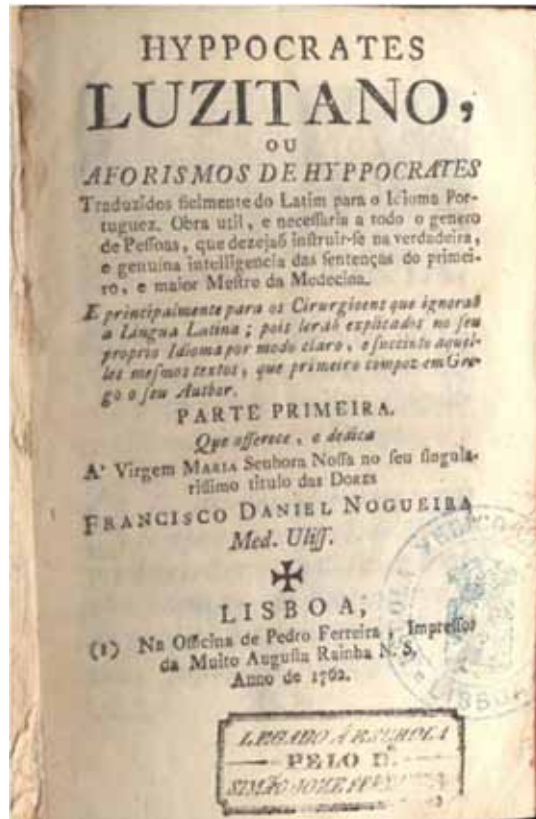 HYPPOCRATES
LUZITANO,
OU
AFORISMOS DE HYPPOCRATES
Traduzidos fielmente do Latim para o Idioma Por-
tuguez. Obra util, e necessaria a todo o genero
de Pessoas, que dezejaõ instruir-se na verdadeira,
e genuina intelligencia das sentenças do primei-
ro, e maior Mestre da Medecina.
E principalmente para os Cirurgioens que ignoraõ
a Lingua Latina; pois leraõ explicados no seu
proprio Idioma por modo claro, e succinto aquel-
les mesmos textos, que primeiro compoz em Gre-
go o seu Author.
PARTE PRIMEIRA.
Que offerece, e dedica
A' Virgem MARIA Senhora Nossa no seu singula-
rissimo titulo das DORES
FRANCISCO DANIEL NOGUEIRA
Med. Uliss.
LISBOA,
(1) Na Officina de Pedro Ferreira, Impressor
da Muito Augusta Rainha N. S.
Anno de 1762.
LISBOA
LEGADO Á ESCHOLA
PELO Dr.
SIMÃO JOZE